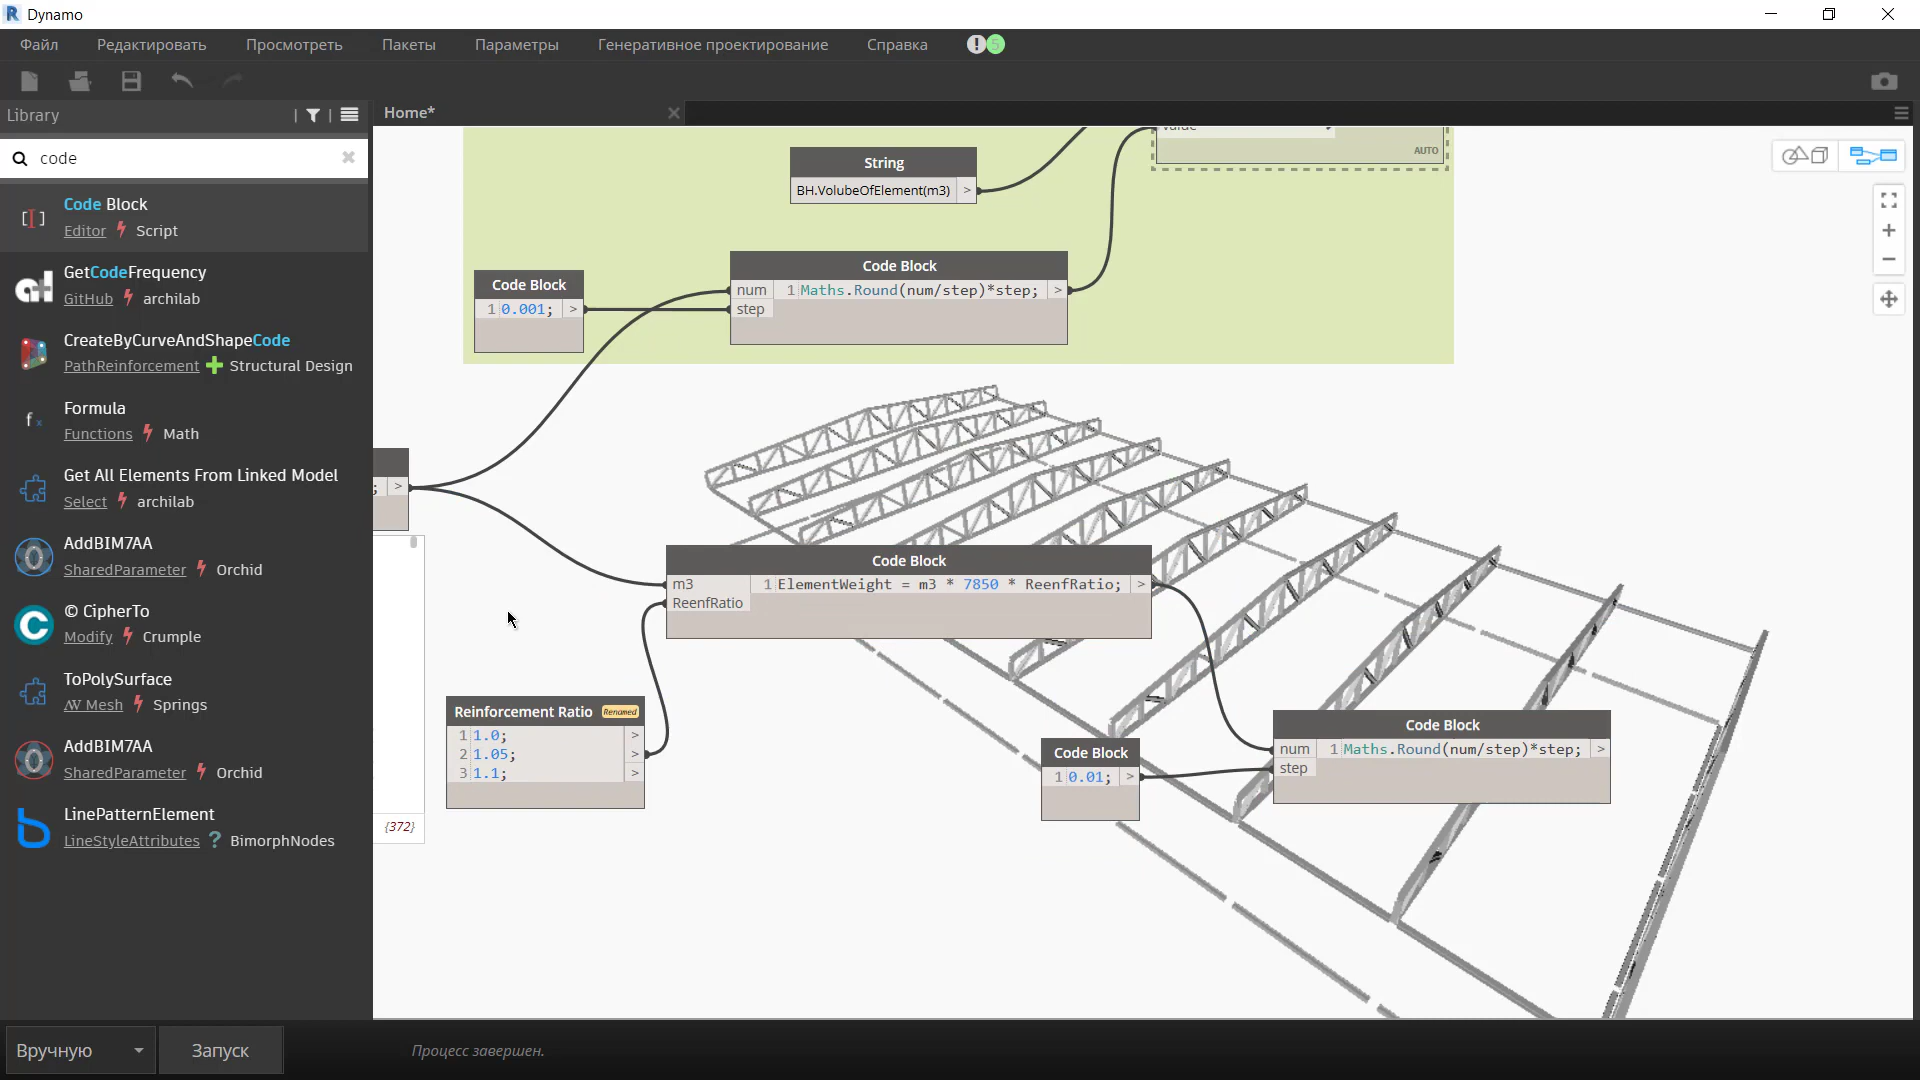 Dynamo
Файл Редактировать Просмотреть Пакеты Параметры Генеративное проектирование Справка ! 5
Library
Home*
code
Code Block
Editor Script
GetCodeFrequency
GitHub archilab
CreateByCurveAndShapeCode
PathReinforcement Structural Design
Formula
Functions Math
Get All Elements From Linked Model
Select archilab
AddBIM7AA
SharedParameter Orchid
© CipherTo
Modify Crumple
ToPolySurface
Mesh Springs
AddBIM7AA
SharedParameter Orchid
LinePatternElement
LineStyleAttributes ? BimorphNodes
AUTO
String
BH.VolubeOfElement(m3) >
Code Block
1 0.001; >
Code Block
num 1 Maths.Round(num/step)*step; >
step
; >
{372}
Code Block
m3 1 ElementWeight = m3 * 7850 * ReenfRatio; >
ReenfRatio
Reinforcement Ratio Renamed
1 1.0; >
2 1.05; >
3 1.1; >
Code Block
1 0.01; >
Code Block
num 1 Maths.Round(num/step)*step; >
step
Вручную Запуск Процесс завершен.